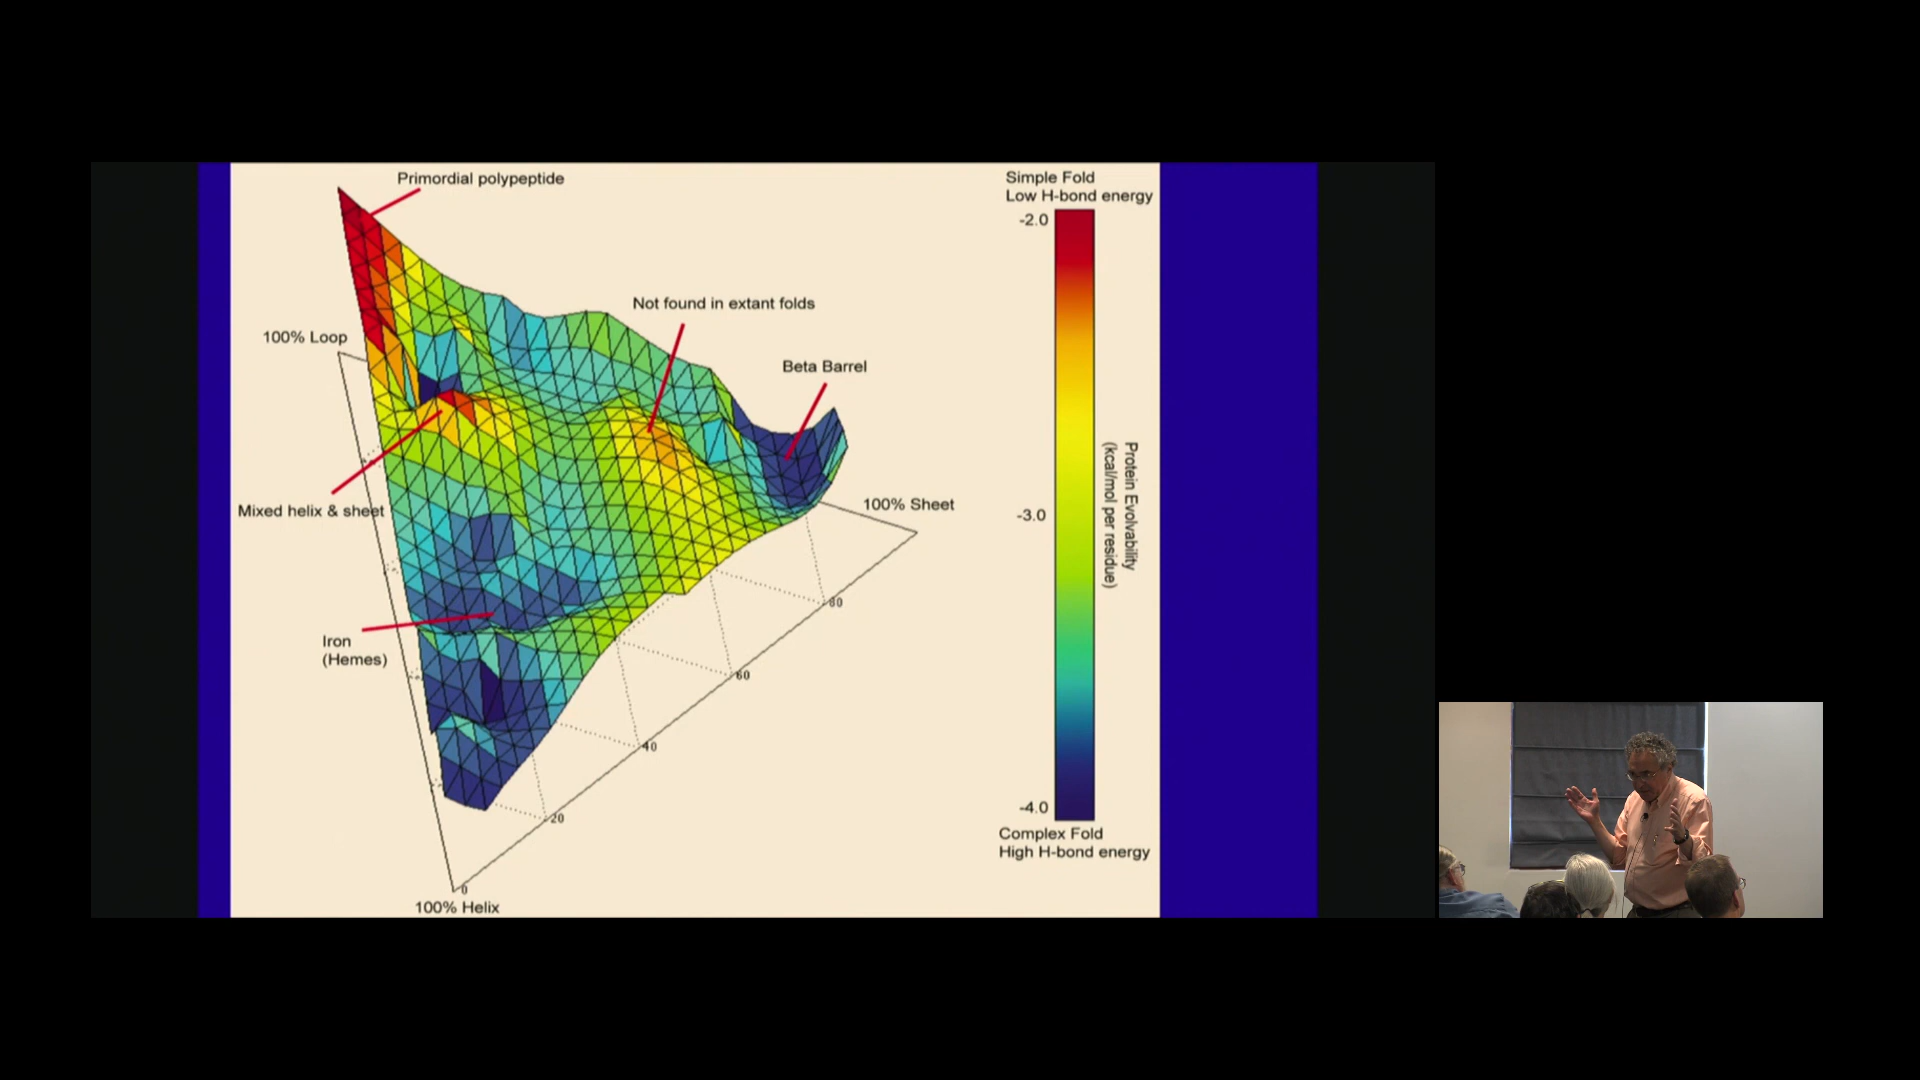 Primordial polypeptide
Simple Fold
Low H-bond energy
-2.0
Not found in extant folds
100% Loop
Beta Barrel
100% Sheet
Mixed helix & sheet
-3.0
Protein Evolvability
(kcal/mol per residue)
80
Iron
(Hemes)
60
40
20
0
100% Helix
-4.0
Complex Fold
High H-bond energy